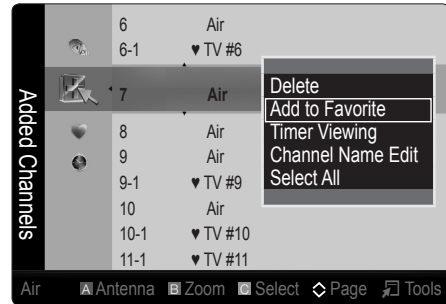 Added Channels
6 Air
6-1 ♥ TV #6
7 Air
8 Air
9 Air
9-1 ♥ TV #9
10 Air
10-1 ♥ TV #10
11-1 ♥ TV #11
Delete
Add to Favorite
Timer Viewing
Channel Name Edit
Select All
Air A Antenna B Zoom C Select Page Tools